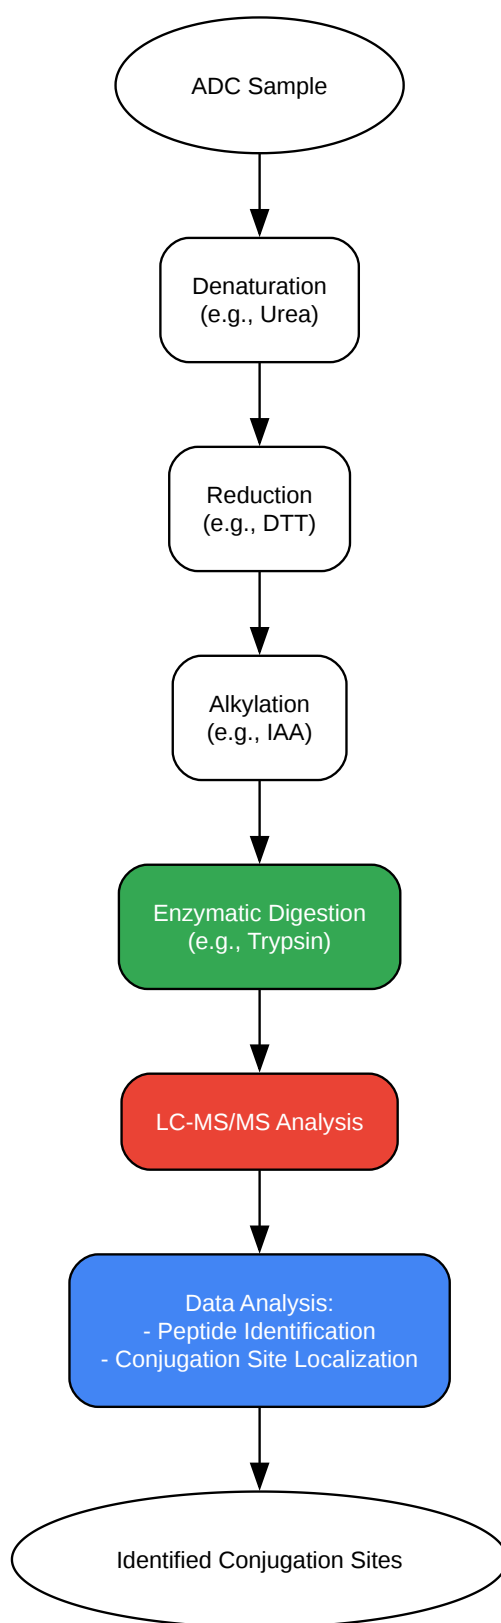 ADC Sample
Denaturation
(e.g., Urea)
Reduction
(e.g., DTT)
Alkylation
(e.g., IAA)
Enzymatic Digestion
(e.g., Trypsin)
LC-MS/MS Analysis
Data Analysis:
- Peptide Identification
- Conjugation Site Localization
Identified Conjugation Sites